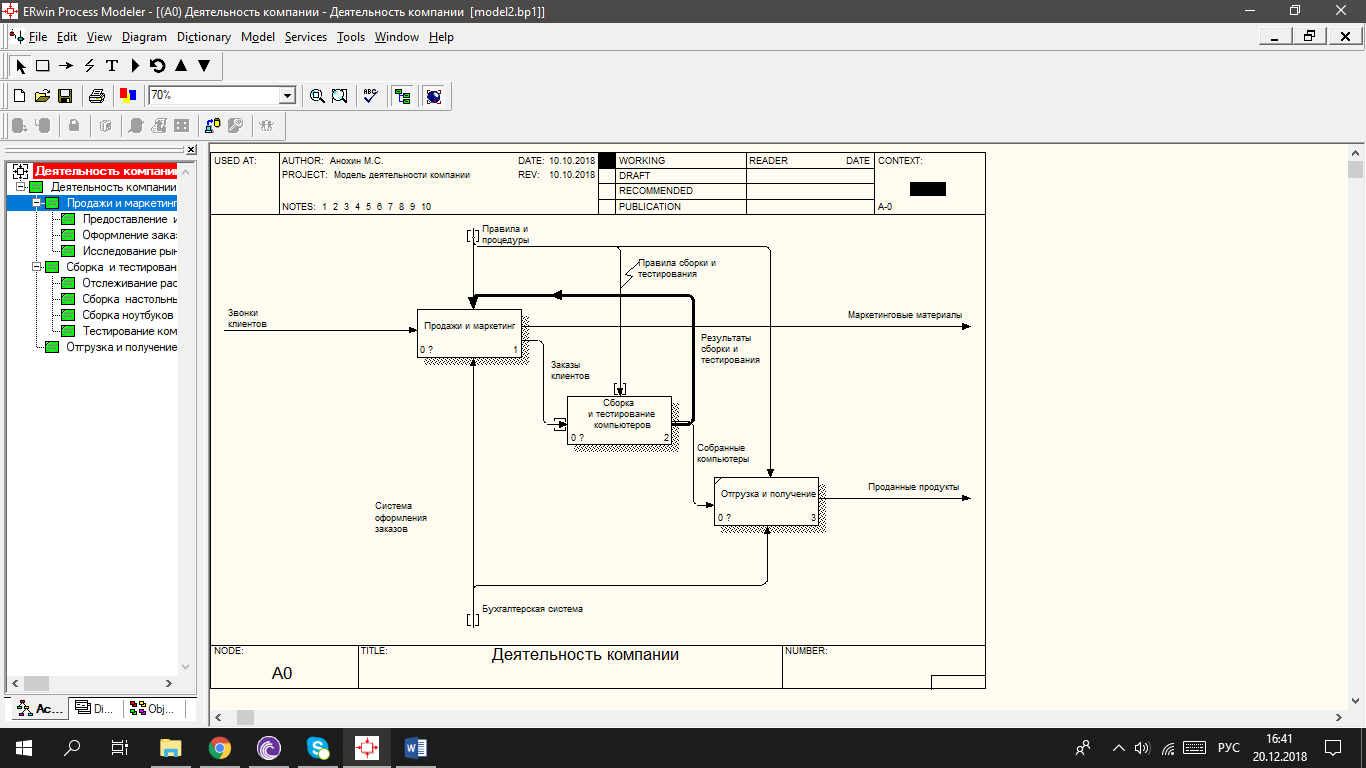 ERwin Process Modeler - [(A0) Деятельность компании - Деятельность компании  [model2.bp1]]
File Edit View Diagram Dictionary Model Services Tools Window Help
70%
ABC
Деятельность компании
Деятельность компании
Продажи и маркетинг
Предоставление
Оформление зака
Исследование рын
Сборка и тестирован
Отслеживание рас
Сборка настольны
Сборка ноутбуков
Тестирование ком
Отгрузка и получение
Ac... Di... Obj...
USED AT: AUTHOR: Анохин М.С. DATE: 10.10.2018 WORKING READER DATE CONTEXT:
PROJECT: Модель деятельности компании REV: 10.10.2018 DRAFT
RECOMMENDED
NOTES: 1 2 3 4 5 6 7 8 9 10 PUBLICATION A-0
Правила и
процедуры
Правила сборки и
тестирования
Звонки
клиентов
Продажи и маркетинг
0 ? 1
Маркетинговые материалы
Результаты
сборки и
тестирования
Заказы
клиентов
Сборка
и тестирование
компьютеров
0 ? 2
Собранные
компьютеры
Отгрузка и получение
0 ? 3
Проданные продукты
Система
оформления
заказов
Бухгалтерская система
NODE: TITLE: NUMBER:
A0 Деятельность компании
РУС
16:41
20.12.2018